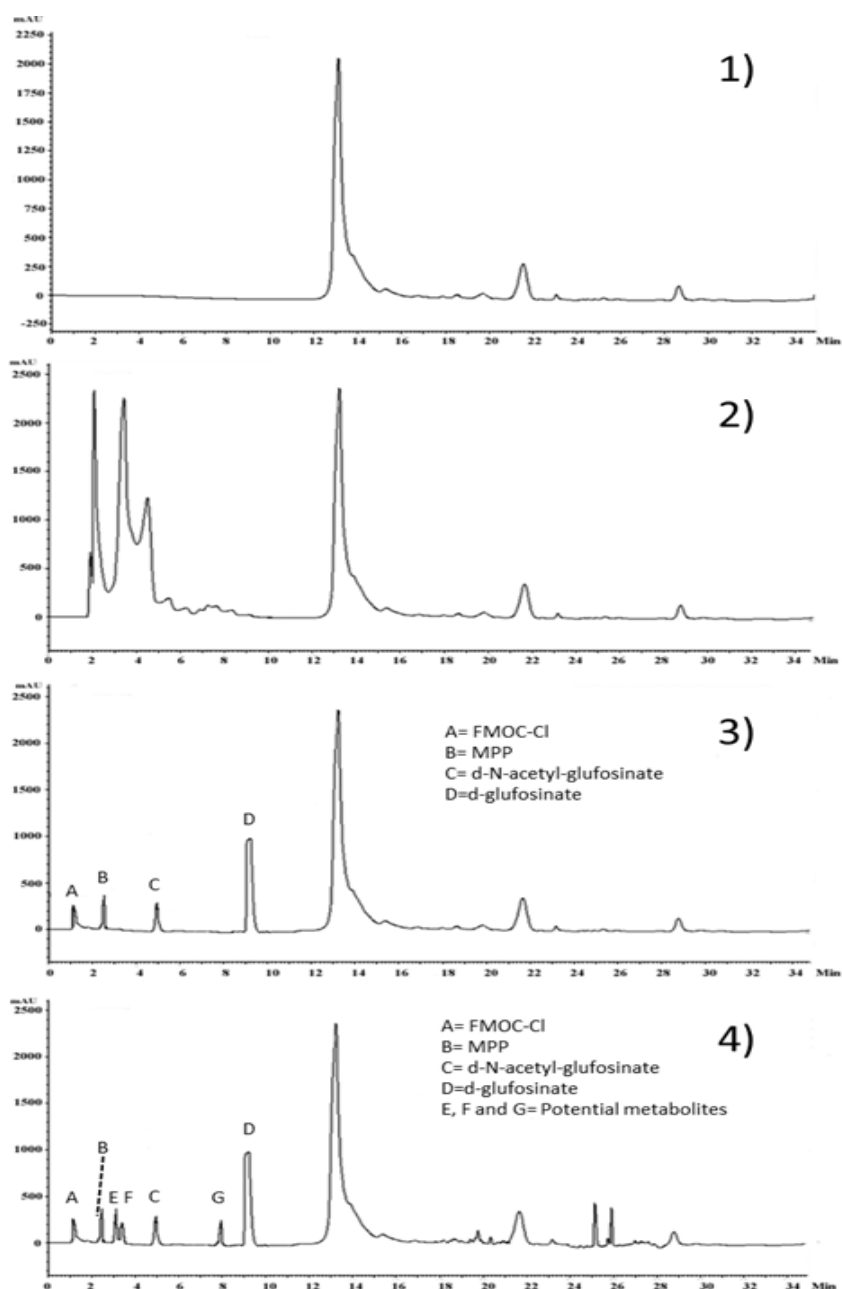 mAU
1)
2250
2000
1750
1500
1250
1000
750
500
250
0
-250
2 4 6 8 10 12 14 16 18 20 22 24 26 28 30 32 34 Min
mAU
2)
2500
2000
1500
1000
500
0
2 4 6 8 10 12 14 16 18 20 22 24 26 28 30 32 Min
mAU
3)
2500
2000
1500
1000
500
0
A= FMOC-Cl
B= MPP
C= d-N-acetyl-glufosinate
D=d-glufosinate
A B C D
2 4 6 8 10 12 14 16 18 20 22 24 26 28 30 32 Min
mAU
4)
2500
2000
1500
1000
500
0
A= FMOC-Cl
B= MPP
C= d-N-acetyl-glufosinate
D=d-glufosinate
E, F and G= Potential metabolites
A B E F C G D
2 4 6 8 10 12 14 16 18 20 22 24 26 28 30 32 34 Min